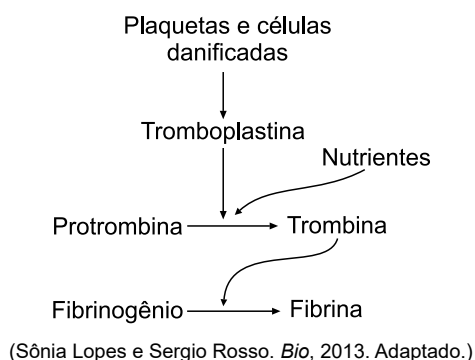 Plaquetas e células
danificadas
Tromboplastina
Nutrientes
Protrombina
Trombina
Fibrinogênio
Fibrina
(Sônia Lopes e Sergio Rosso. Bio, 2013. Adaptado.)